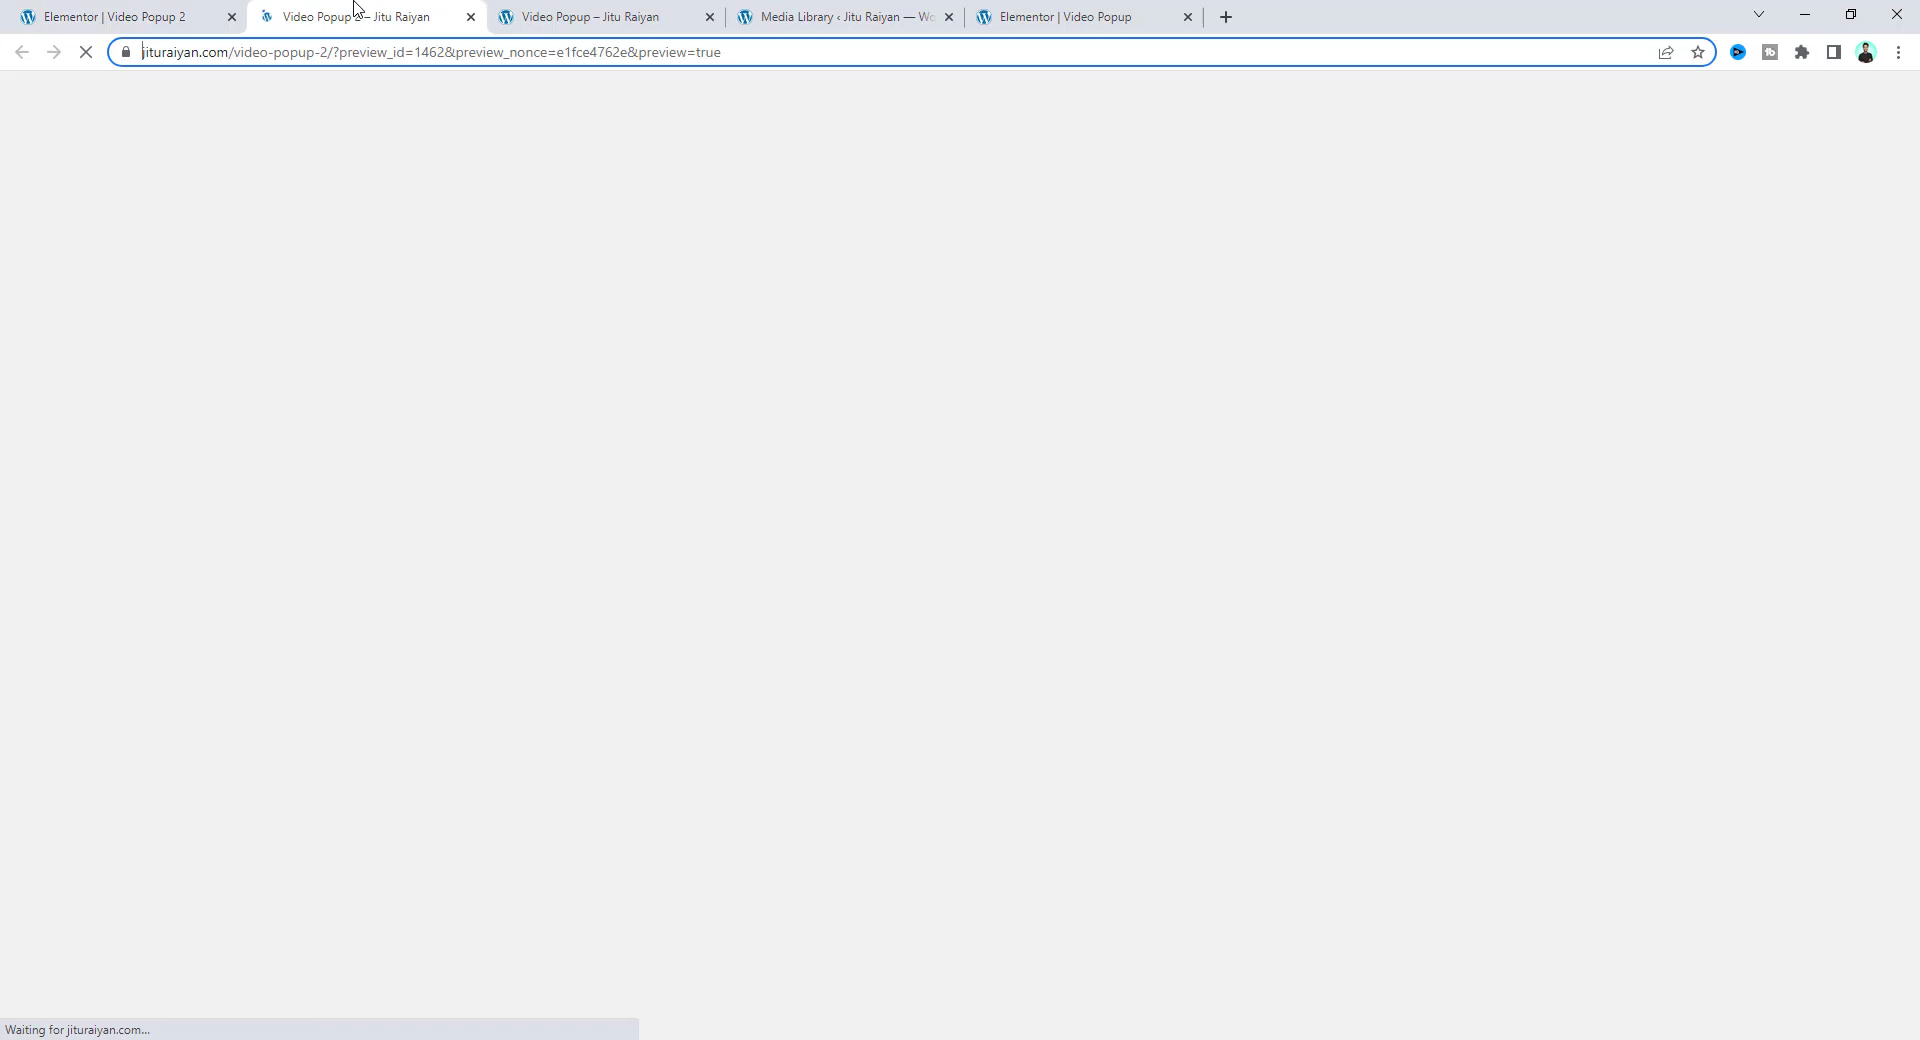 Elementor | Video Popup 2
Video Popup – Jitu Raiyan
Video Popup – Jitu Raiyan
Media Library ‹ Jitu Raiyan — Wo
Elementor | Video Popup
jituraiyan.com/video-popup-2/?preview_id=1462&preview_nonce=e1fce4762e&preview=true
Waiting for jituraiyan.com...